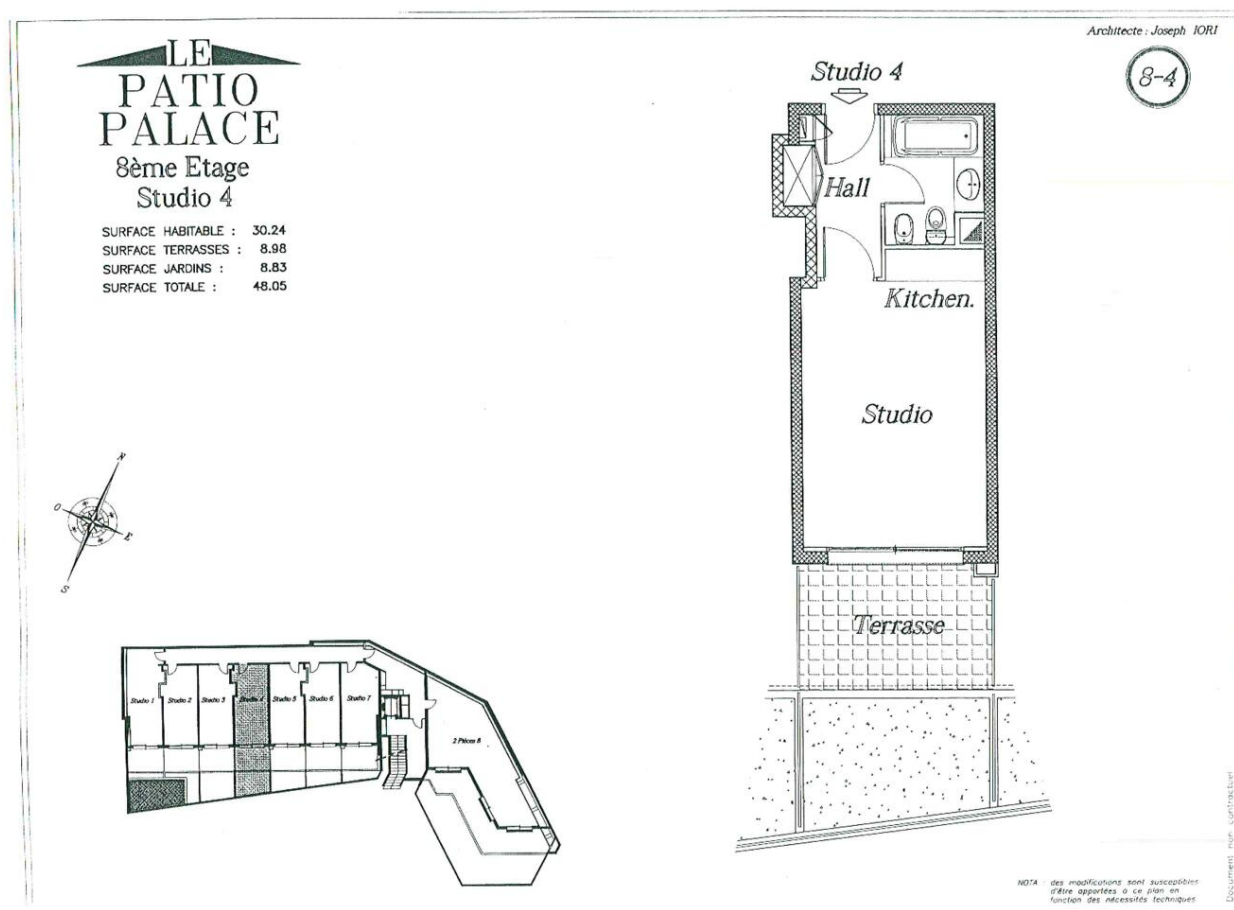 LE
PATIO
PALACE
8ème Etage
Studio 4
SURFACE HABITABLE : 30.24
SURFACE TERRASSES : 8.98
SURFACE JARDINS : 8.83
SURFACE TOTALE : 48.05
Architecte : Joseph IORI
8-4
Studio 4
Hall
Kitchen.
Studio
Terrasse
N
O
E
S
Studio 1
Studio 2
Studio 3
Studio 4
Studio 5
Studio 6
Studio 7
2 Pièces 8
NOTA : des modifications sont susceptibles
d'être apportées à ce plan en
fonction des nécessités techniques
Document non contractuel